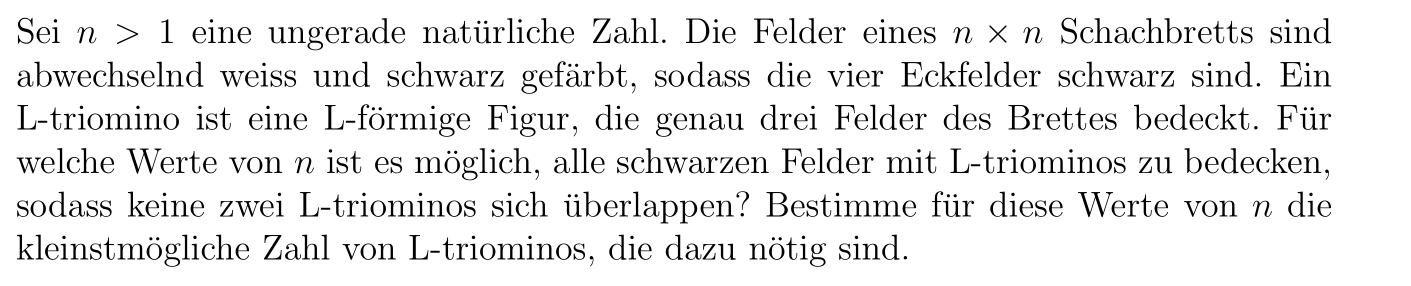 Sei n > 1 eine ungerade natürliche Zahl. Die Felder eines n × n Schachbretts sind
abwechselnd weiss und schwarz gefärbt, sodass die vier Eckfelder schwarz sind. Ein
L-triomino ist eine L-förmige Figur, die genau drei Felder des Brettes bedeckt. Für
welche Werte von n ist es möglich, alle schwarzen Felder mit L-triominos zu bedecken,
sodass keine zwei L-triominos sich überlappen? Bestimme für diese Werte von n die
kleinstmögliche Zahl von L-triominos, die dazu nötig sind.